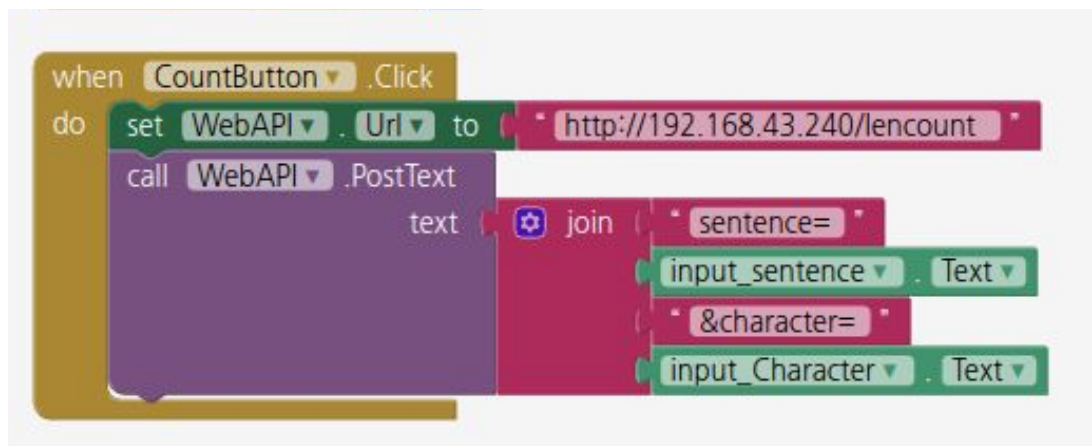 when CountButton .Click
do set WebAPI . Url to " http://192.168.43.240/lencount "
call WebAPI .PostText
text join " sentence= "
input_sentence . Text
" &character= "
input_Character . Text